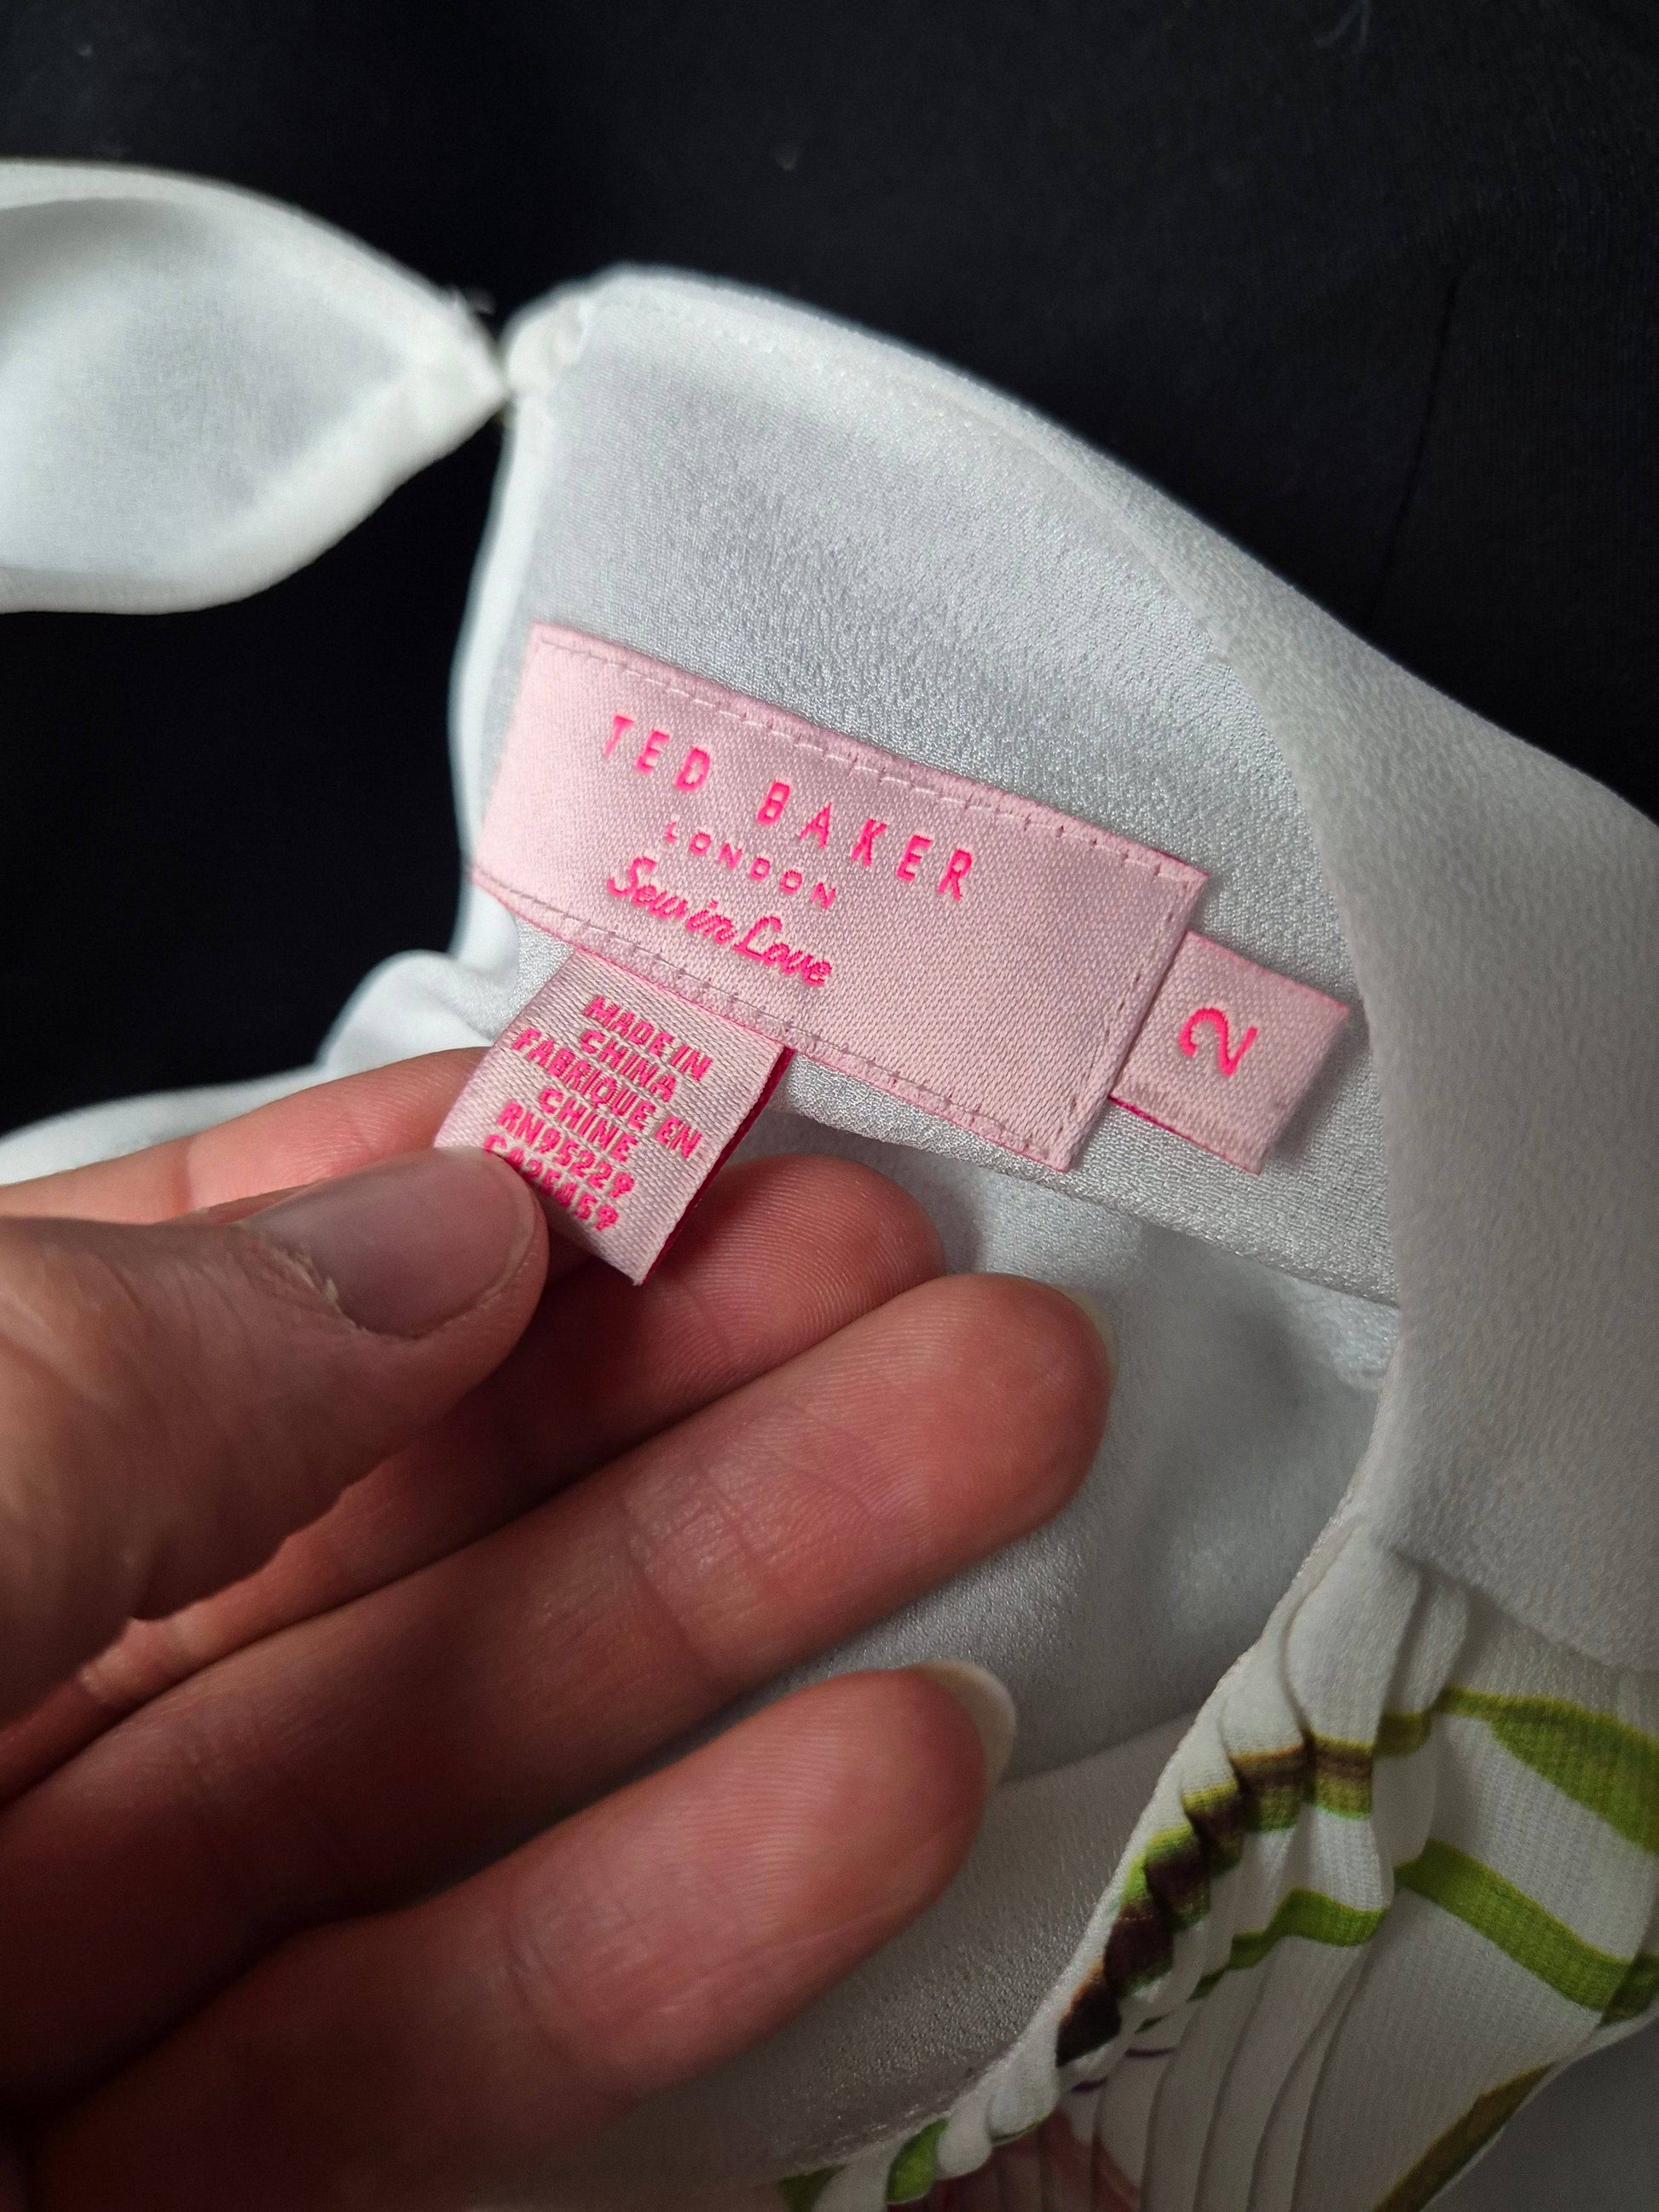 TED BAKER
LONDON
Sew in Love
2
MADE IN
CHINA
FABRIQUE EN
CHINE
RN95229